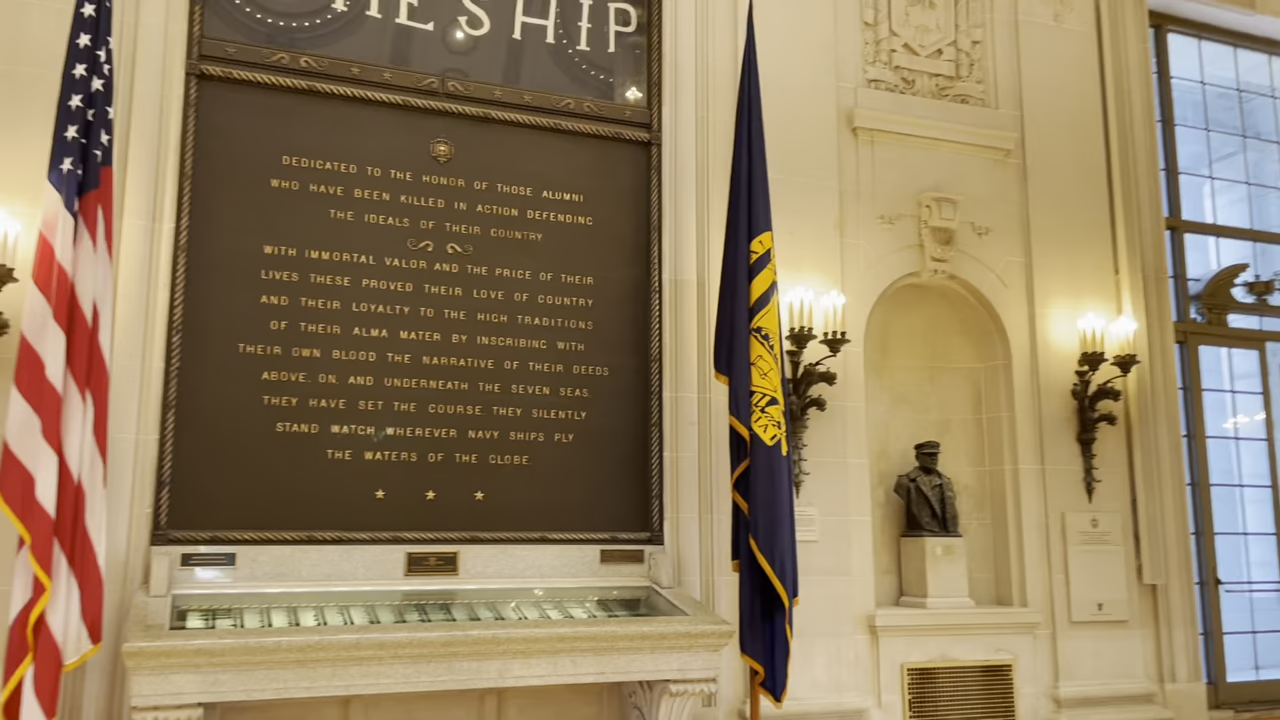 HE SHIP
DEDICATED TO THE HONOR OF THOSE ALUMNI
WHO HAVE BEEN KILLED IN ACTION DEFENDING
THE IDEALS OF THEIR COUNTRY
WITH IMMORTAL VALOR AND THE PRICE OF THEIR
LIVES THESE PROVED THEIR LOVE OF COUNTRY
AND THEIR LOYALTY TO THE HIGH TRADITIONS
OF THEIR ALMA MATER BY INSCRIBING WITH
THEIR OWN BLOOD THE NARRATIVE OF THEIR DEEDS
ABOVE, ON, AND UNDERNEATH THE SEVEN SEAS.
THEY HAVE SET THE COURSE. THEY SILENTLY
STAND WATCH WHEREVER NAVY SHIPS PLY
THE WATERS OF THE GLOBE.